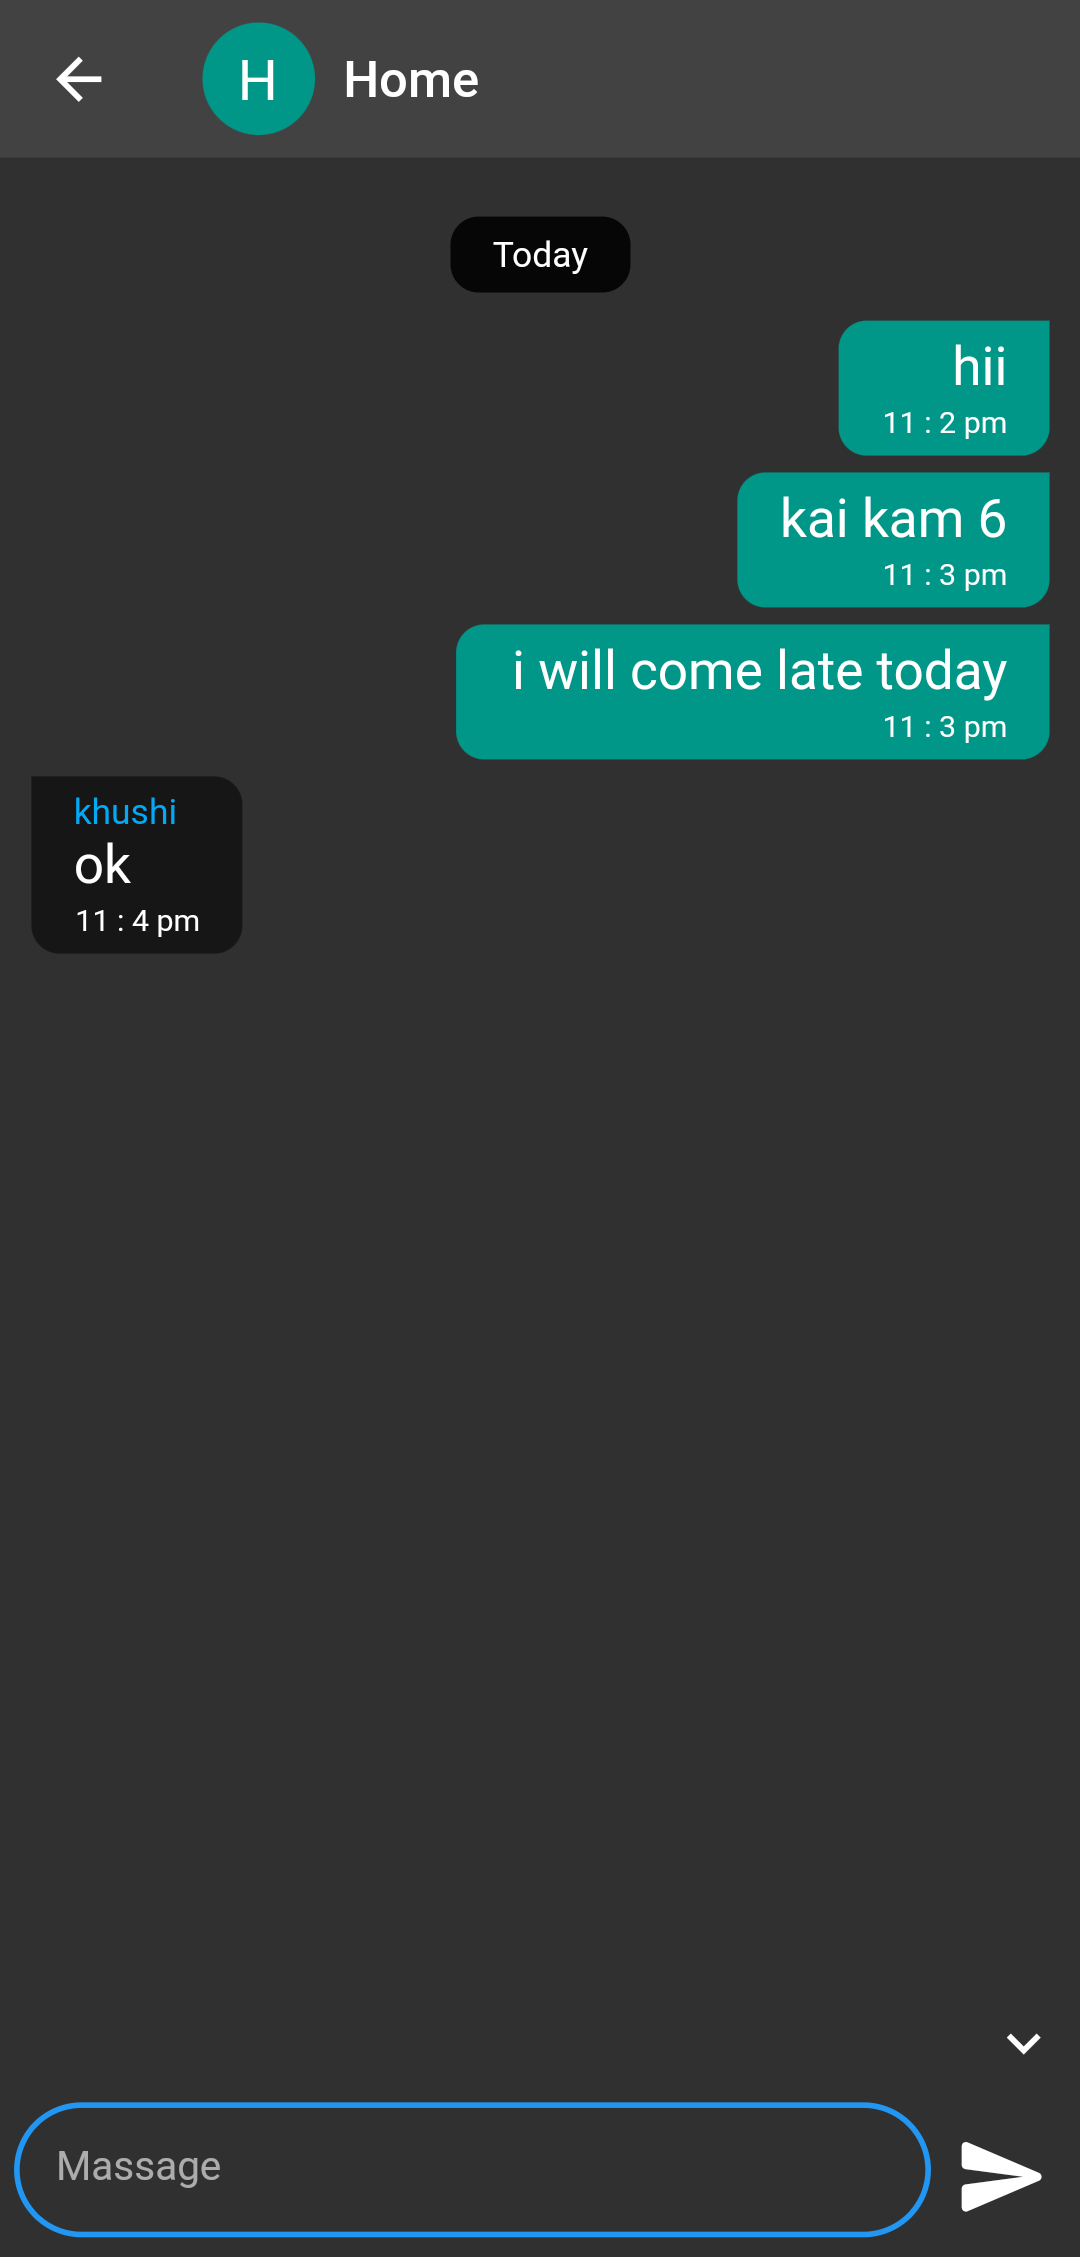 H
Home
Today
hii
11 : 2 pm
kai kam 6
11 : 3 pm
i will come late today
11 : 3 pm
khushi
ok
11 : 4 pm
Massage